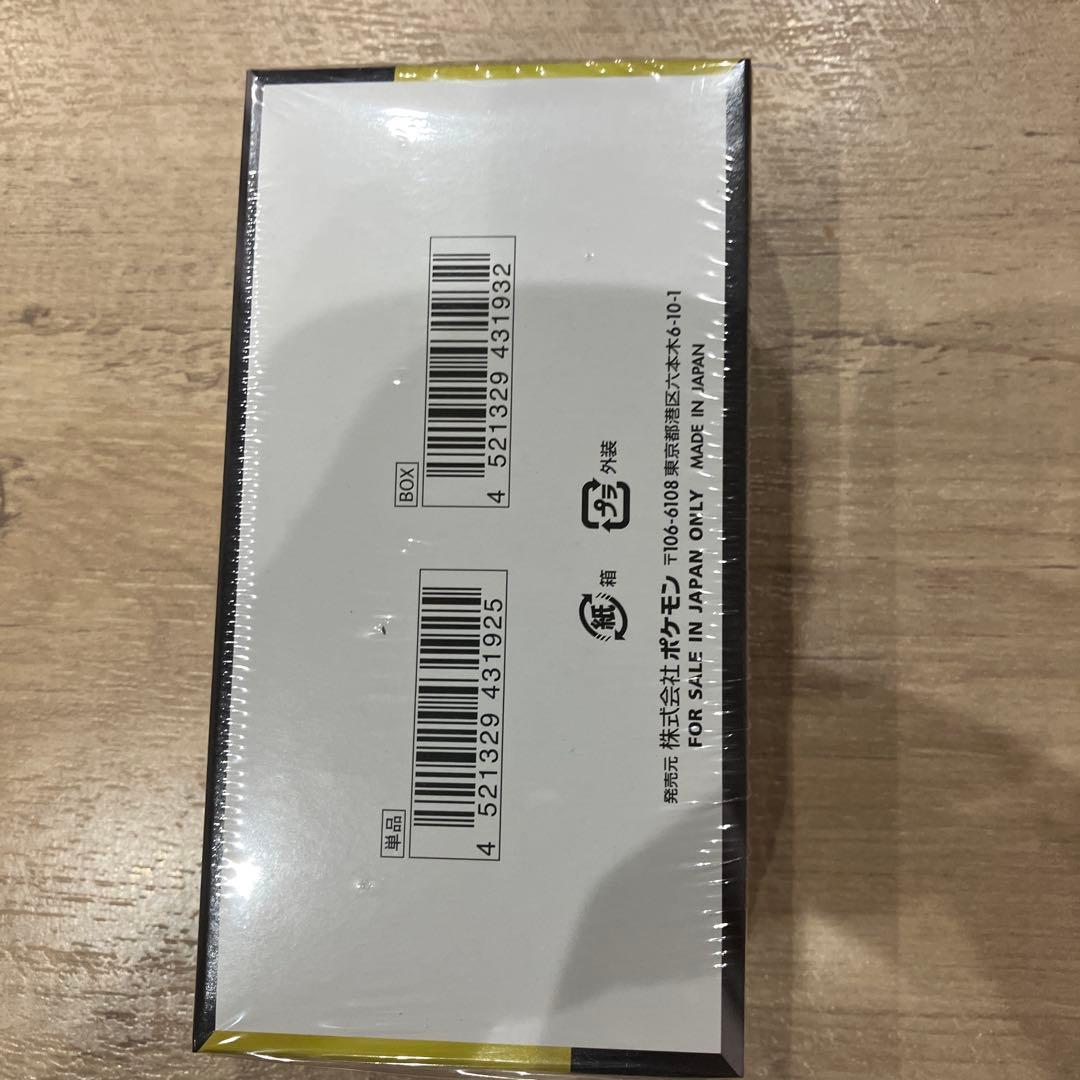 単品
4 521329 431925
BOX
4 521329 431932
紙 箱
プラ 外装
発売元 株式会社 ポケモン 〒106-6108 東京都港区六本木6-10-1
FOR SALE IN JAPAN ONLY MADE IN JAPAN